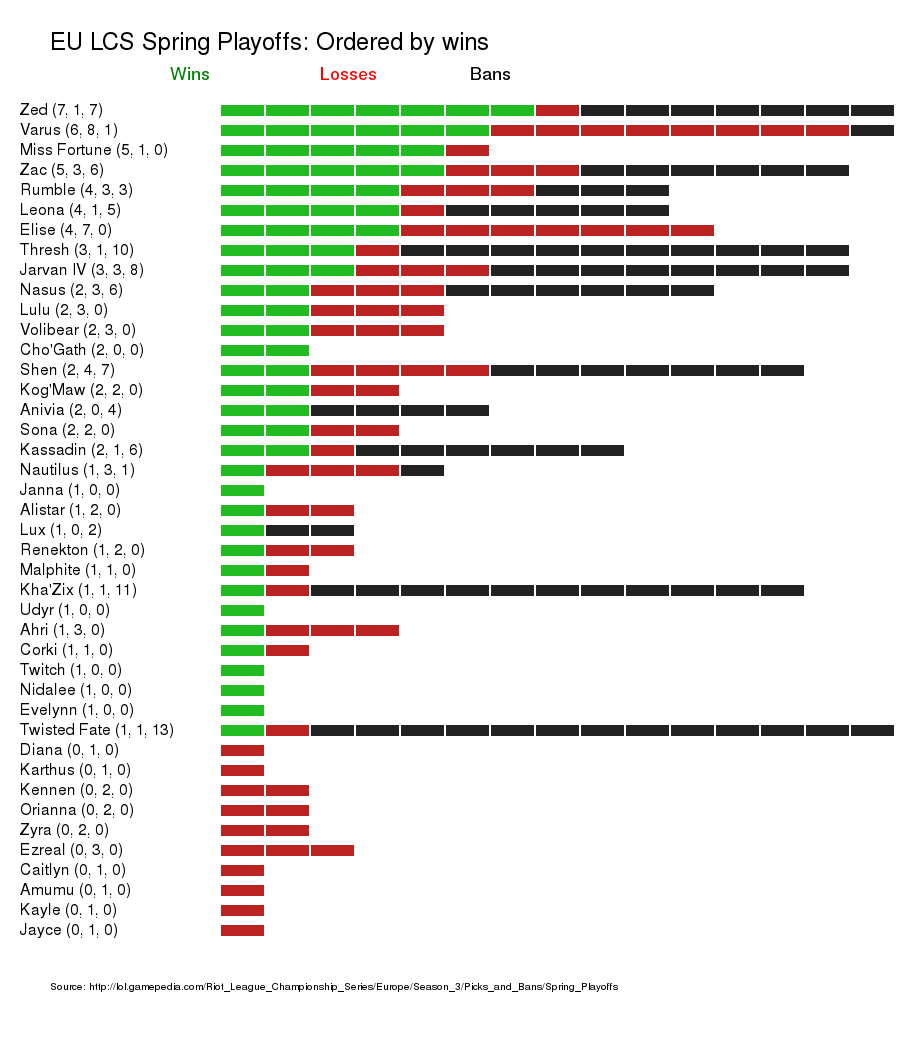 EU LCS Spring Playoffs: Ordered by wins
Wins Losses Bans
Zed (7, 1, 7)
Varus (6, 8, 1)
Miss Fortune (5, 1, 0)
Zac (5, 3, 6)
Rumble (4, 3, 3)
Leona (4, 1, 5)
Elise (4, 7, 0)
Thresh (3, 1, 10)
Jarvan IV (3, 3, 8)
Nasus (2, 3, 6)
Lulu (2, 3, 0)
Volibear (2, 3, 0)
Cho'Gath (2, 0, 0)
Shen (2, 4, 7)
Kog'Maw (2, 2, 0)
Anivia (2, 0, 4)
Sona (2, 2, 0)
Kassadin (2, 1, 6)
Nautilus (1, 3, 1)
Janna (1, 0, 0)
Alistar (1, 2, 0)
Lux (1, 0, 2)
Renekton (1, 2, 0)
Malphite (1, 1, 0)
Kha'Zix (1, 1, 11)
Udyr (1, 0, 0)
Ahri (1, 3, 0)
Corki (1, 1, 0)
Twitch (1, 0, 0)
Nidalee (1, 0, 0)
Evelynn (1, 0, 0)
Twisted Fate (1, 1, 13)
Diana (0, 1, 0)
Karthus (0, 1, 0)
Kennen (0, 2, 0)
Orianna (0, 2, 0)
Zyra (0, 2, 0)
Ezreal (0, 3, 0)
Caitlyn (0, 1, 0)
Amumu (0, 1, 0)
Kayle (0, 1, 0)
Jayce (0, 1, 0)
Source: http://lol.gamepedia.com/Riot_League_Championship_Series/Europe/Season_3/Picks_and_Bans/Spring_Playoffs